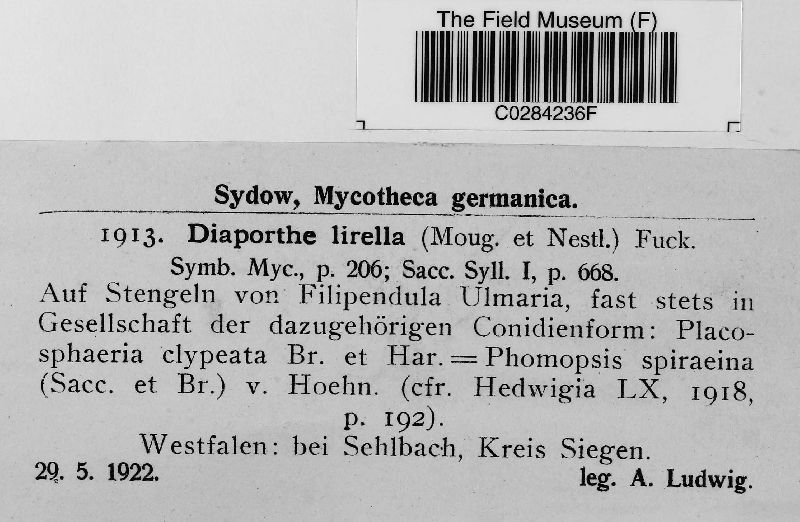 The Field Museum (F)
C0284236F
Sydow, Mycotheca germanica.
1913. Diaporthe lirella (Moug. et Nestl.) Fuck.
Symb. Myc., p. 206; Sacc. Syll. I, p. 668.
Auf Stengeln von Filipendula Ulmaria, fast stets in
Gesellschaft der dazugehörigen Conidienform: Placo-
sphaeria clypeata Br. et Har. = Phomopsis spiraeina
(Sacc. et Br.) v. Hoehn. (cfr. Hedwigia LX, 1918,
p. 192).
Westfalen: bei Sehlbach, Kreis Siegen.
29. 5. 1922.
leg. A. Ludwig.